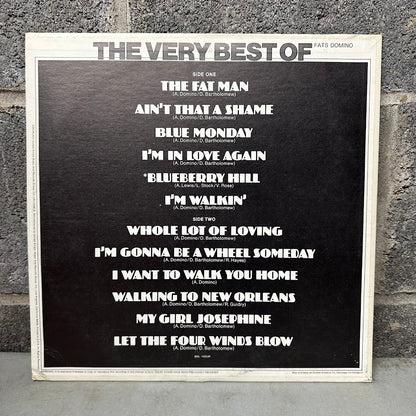 THE VERY BEST OF FATS DOMINO
SIDE ONE
THE FAT MAN
(A. Domino/D. Bartholomew)
AIN'T THAT A SHAME
(A. Domino/D. Bartholomew)
BLUE MONDAY
(A. Domino/D. Bartholomew)
I'M IN LOVE AGAIN
(A. Domino/D. Bartholomew)
*BLUEBERRY HILL
(A. Lewis/L. Stock/V. Rose)
I'M WALKIN'
(A. Domino/D. Bartholomew)
SIDE TWO
WHOLE LOT OF LOVING
(A. Domino/D. Bartholomew)
I'M GONNA BE A WHEEL SOMEDAY
(A. Domino/D. Bartholomew/R. Hayes)
I WANT TO WALK YOU HOME
(A. Domino)
WALKING TO NEW ORLEANS
(A. Domino/D. Bartholomew/R. Guidry)
MY GIRL JOSEPHINE
(A. Domino/D. Bartholomew)
LET THE FOUR WINDS BLOW
(A. Domino/D. Bartholomew)